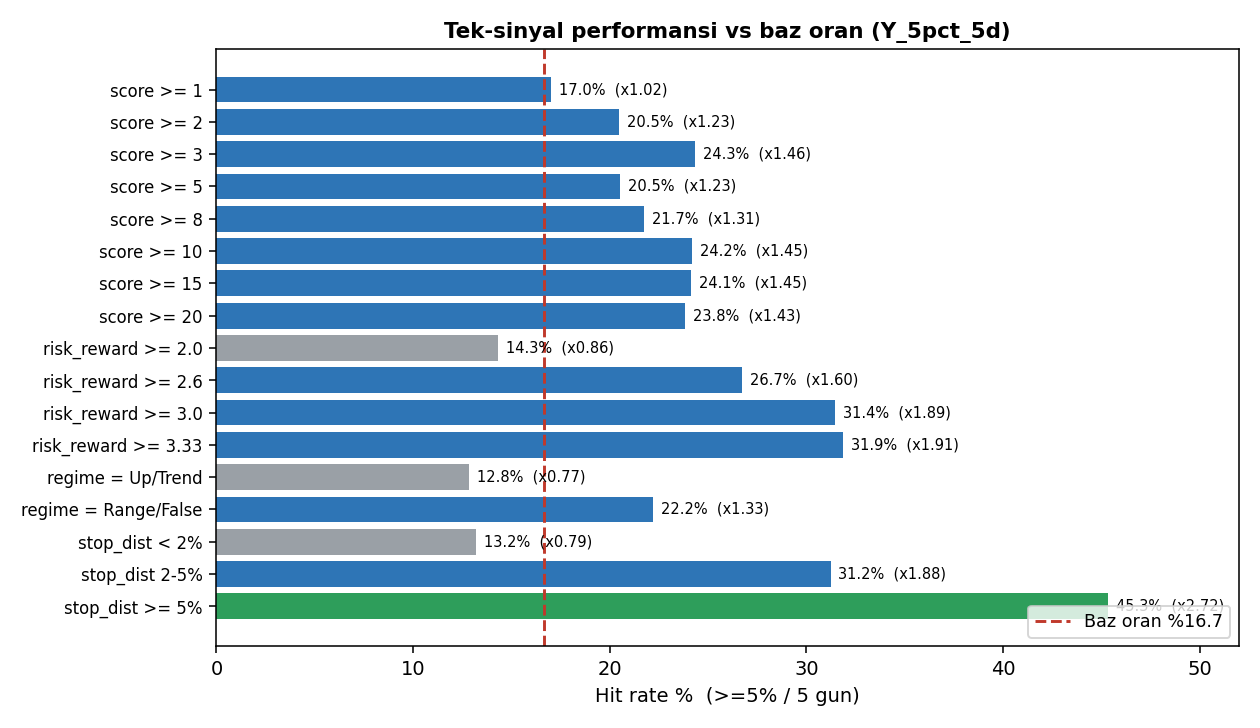 Tek-sinyal performansi vs baz oran (Y_5pct_5d)
score >= 1 17.0% (x1.02)
score >= 2 20.5% (x1.23)
score >= 3 24.3% (x1.46)
score >= 5 20.5% (x1.23)
score >= 8 21.7% (x1.31)
score >= 10 24.2% (x1.45)
score >= 15 24.1% (x1.45)
score >= 20 23.8% (x1.43)
risk_reward >= 2.0 14.3% (x0.86)
risk_reward >= 2.6 26.7% (x1.60)
risk_reward >= 3.0 31.4% (x1.89)
risk_reward >= 3.33 31.9% (x1.91)
regime = Up/Trend 12.8% (x0.77)
regime = Range/False 22.2% (x1.33)
stop_dist < 2% 13.2% (x0.79)
stop_dist 2-5% 31.2% (x1.88)
stop_dist >= 5% 45.3% (x2.72)
Baz oran %16.7
0 10 20 30 40 50
Hit rate % (>=5% / 5 gun)